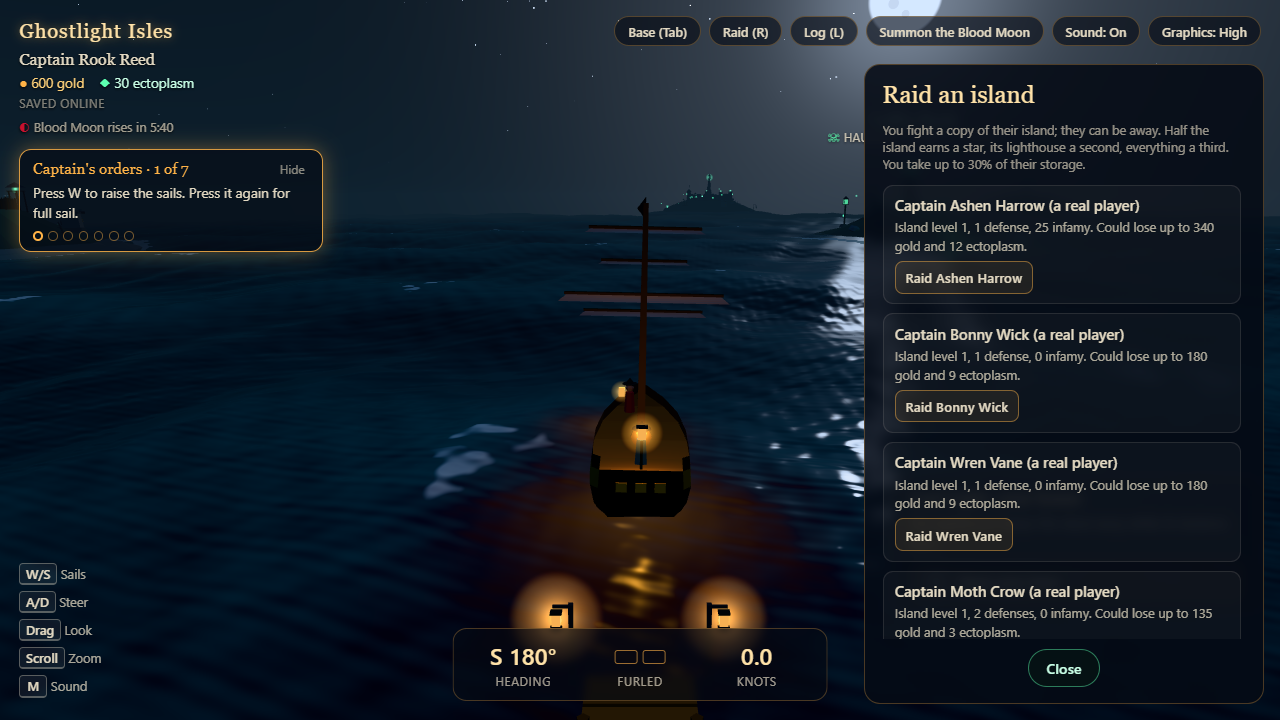 Ghostlight Isles
Captain Rook Reed
600 gold 30 ectoplasm
SAVED ONLINE
Blood Moon rises in 5:40
Captain's orders · 1 of 7 Hide
Press W to raise the sails. Press it again for
full sail.
Base (Tab) Raid (R) Log (L) Summon the Blood Moon Sound: On Graphics: High
HAU
Raid an island
You fight a copy of their island; they can be away. Half the
island earns a star, its lighthouse a second, everything a third.
You take up to 30% of their storage.
Captain Ashen Harrow (a real player)
Island level 1, 1 defense, 25 infamy. Could lose up to 340
gold and 12 ectoplasm.
Raid Ashen Harrow
Captain Bonny Wick (a real player)
Island level 1, 1 defense, 0 infamy. Could lose up to 180
gold and 9 ectoplasm.
Raid Bonny Wick
Captain Wren Vane (a real player)
Island level 1, 1 defense, 0 infamy. Could lose up to 180
gold and 9 ectoplasm.
Raid Wren Vane
Captain Moth Crow (a real player)
Island level 1, 2 defenses, 0 infamy. Could lose up to 135
gold and 3 ectoplasm.
Close
W/S Sails
A/D Steer
Drag Look
Scroll Zoom
M Sound
S 180° 0.0
HEADING FURLED KNOTS